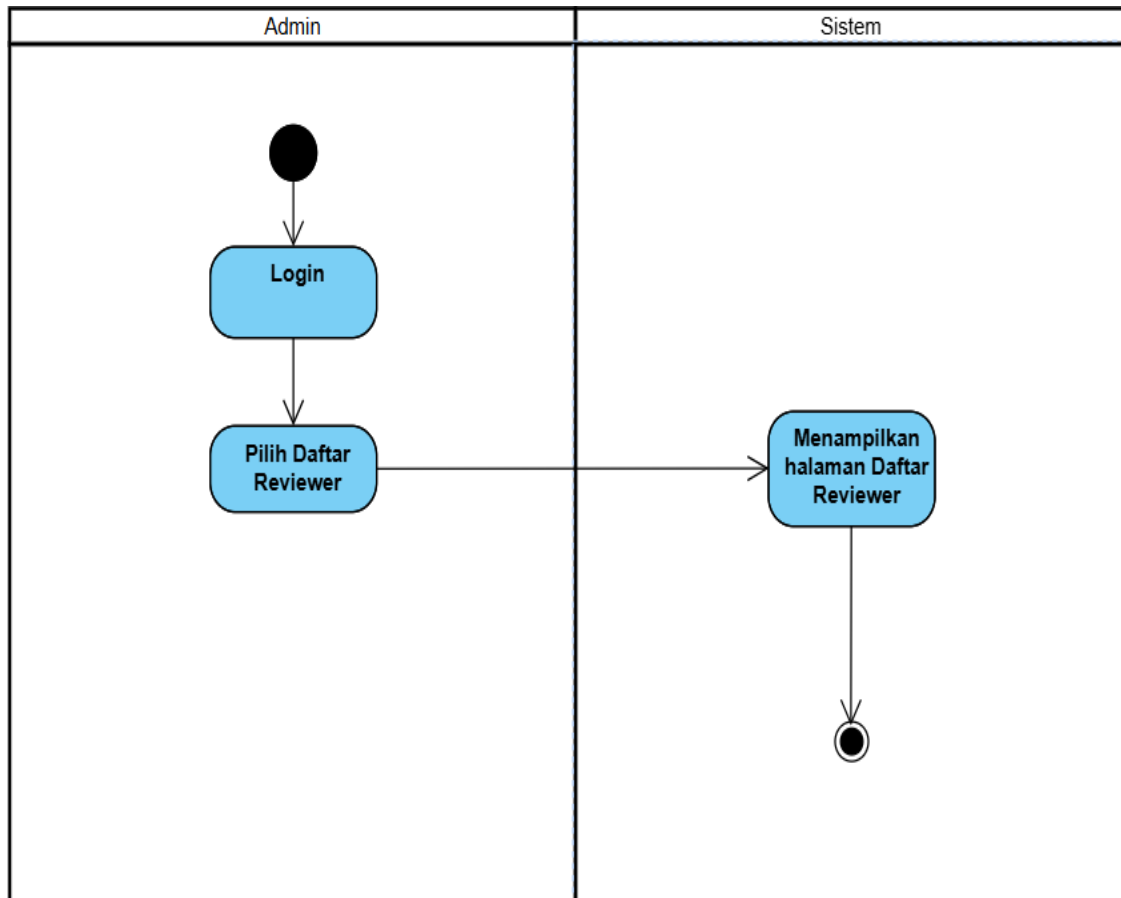 Admin
Sistem
Login
Pilih Daftar
Reviewer
Menampilkan
halaman Daftar
Reviewer